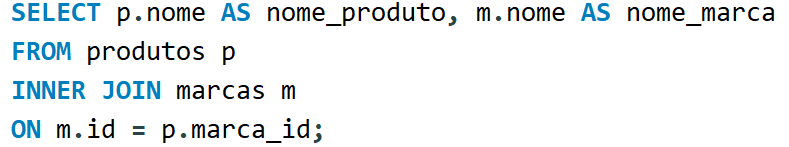 SELECT p.nome AS nome_produto, m.nome AS nome_marca
FROM produtos p
INNER JOIN marcas m
ON m.id = p.marca_id;